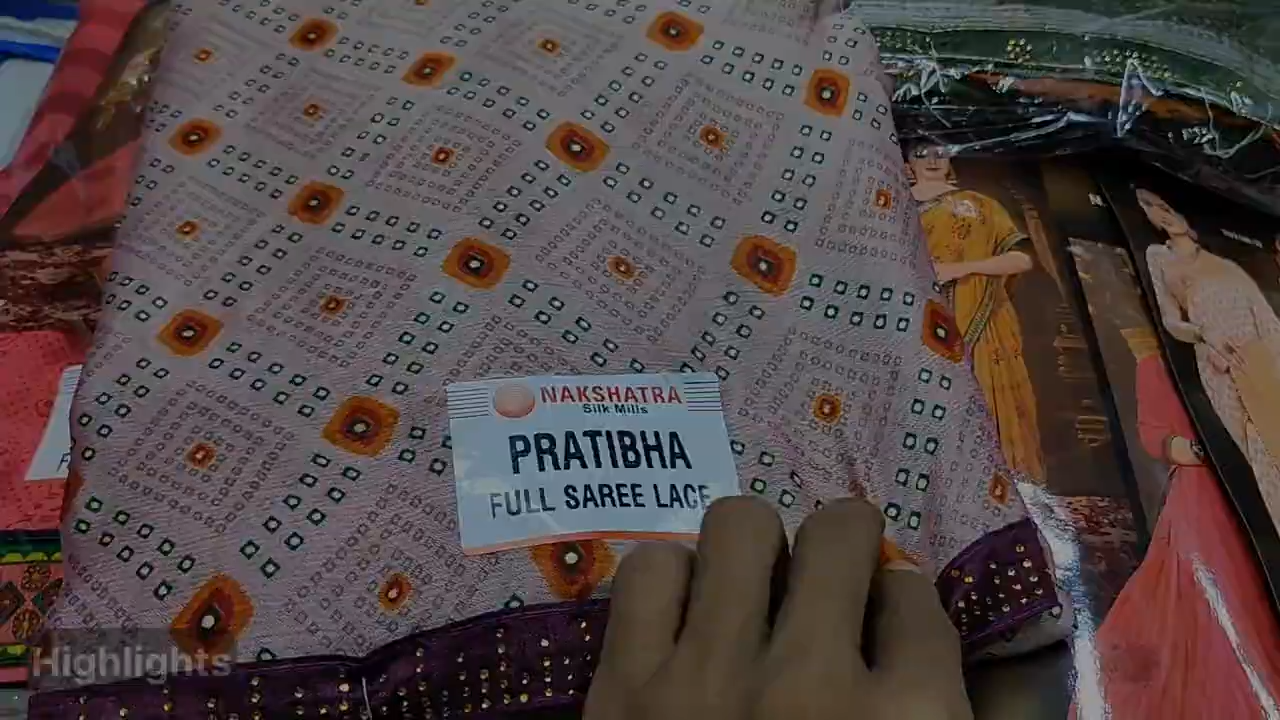 NAKSHATRA
Silk Mills
PRATIBHA
FULL SAREE LACE
Highlights